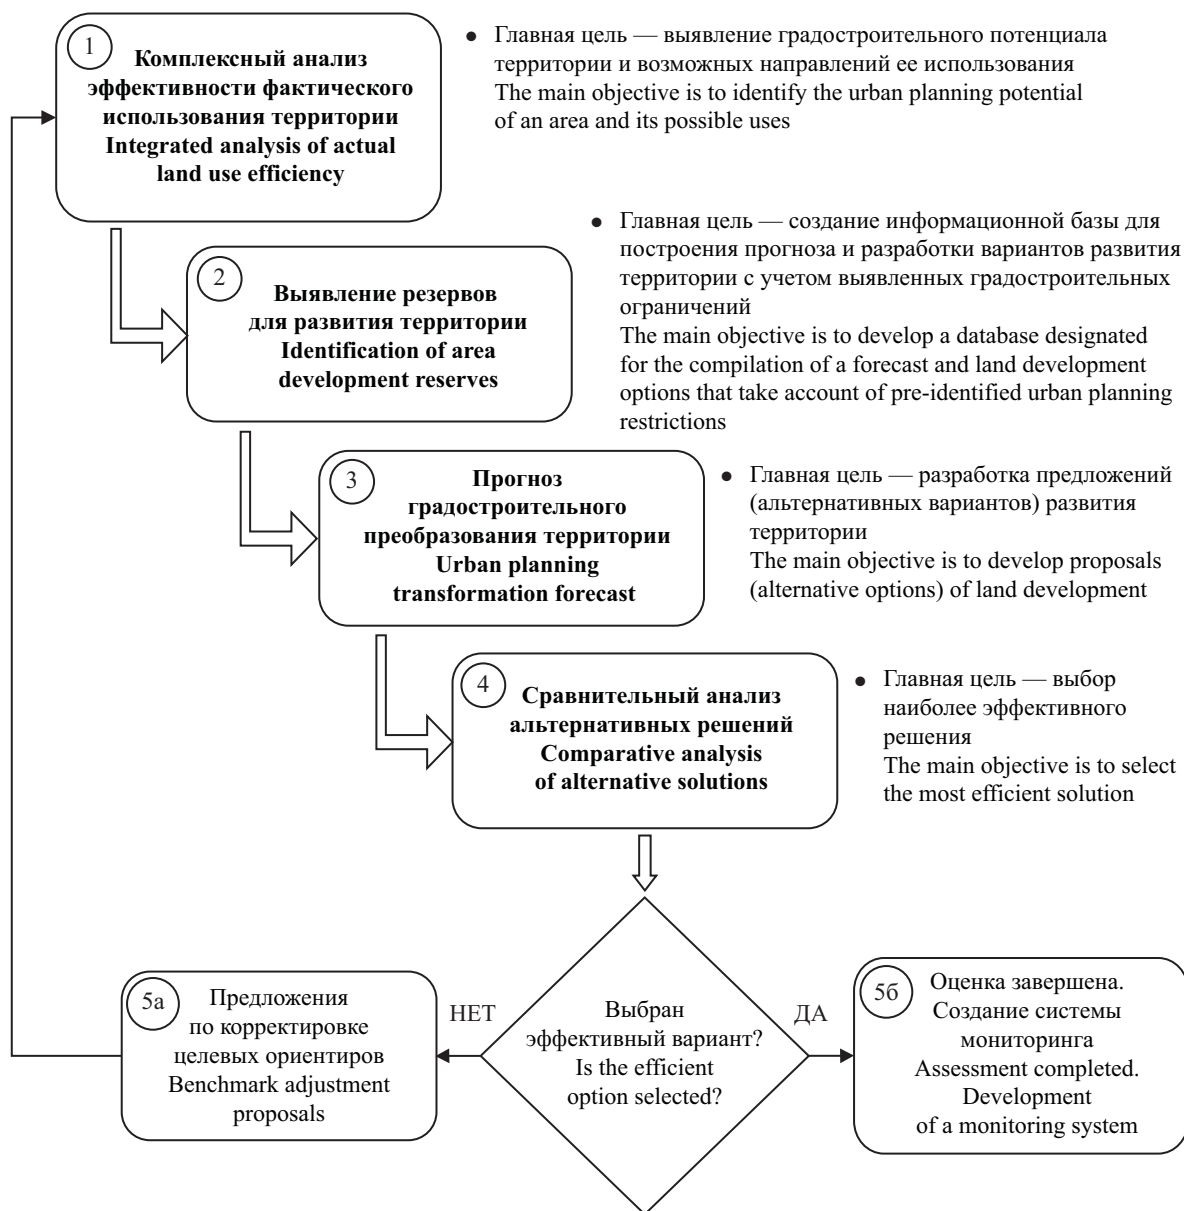 1
Комплексный анализ
эффективности фактического
использования территории
Integrated analysis of actual
land use efficiency
● Главная цель — выявление градостроительного потенциала
территории и возможных направлений ее использования
The main objective is to identify the urban planning potential
of an area and its possible uses
2
Выявление резервов
для развития территории
Identification of area
development reserves
● Главная цель — создание информационной базы для
построения прогноза и разработки вариантов развития
территории с учетом выявленных градостроительных
ограничений
The main objective is to develop a database designated
for the compilation of a forecast and land development
options that take account of pre-identified urban planning
restrictions
3
Прогноз
градостроительного
преобразования территории
Urban planning
transformation forecast
● Главная цель — разработка предложений
(альтернативных вариантов) развития
территории
The main objective is to develop proposals
(alternative options) of land development
4
Сравнительный анализ
альтернативных решений
Comparative analysis
of alternative solutions
● Главная цель — выбор
наиболее эффективного
решения
The main objective is to select
the most efficient solution
5а
Предложения
по корректировке
целевых ориентиров
Benchmark adjustment
proposals
НЕТ
Выбран
эффективный вариант?
Is the efficient
option selected?
ДА
5б
Оценка завершена.
Создание системы
мониторинга
Assessment completed.
Development
of a monitoring system